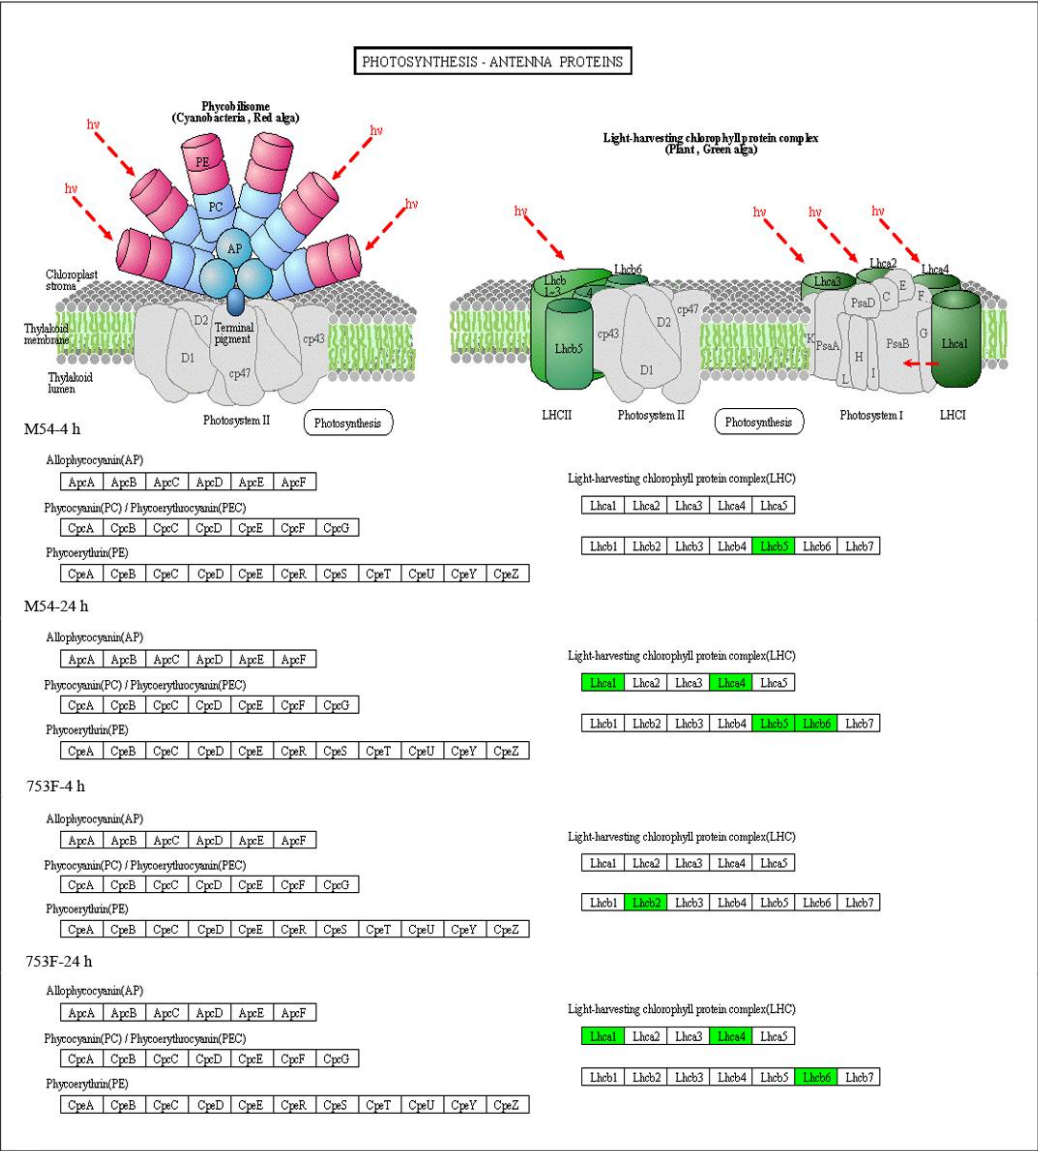 PHOTOSYNTHESIS - ANTENNA PROTEINS
Phycobilisome
(Cyanobacteria, Red alga)
Light-harvesting chlorophyll protein complex
(Plant, Green alga)
hν
hν
hν
hν
PE
PC
AP
Chloroplast
stroma
Thylakoid
membrane
Thylakoid
lumen
D2
D1
Terminal
pigment
cp43
cp47
Photosystem II
Photosynthesis
hν
hν
hν
hν
Lhcb
1-3
4
Lhcb6
Lhcb5
cp43
D2
cp47
D1
LHCII
Photosystem II
Photosynthesis
Lhca3
Lhca2
Lhca4
Lhca1
E
C
F
PsaD
K
PsaA
PsaB
G
H
L
I
Photosystem I
LHCI
M54-4 h
Allophycocyanin(AP)
ApcA ApcB ApcC ApcD ApcE ApcF
Phycocyanin(PC) / Phycoerythrocyanin(PEC)
CpcA CpcB CpcC CpcD CpcE CpcF CpcG
Phycoerythrin(PE)
CpeA CpeB CpeC CpeD CpeE CpeR CpeS CpeT CpeU CpeY CpeZ
Light-harvesting chlorophyll protein complex(LHC)
Lhca1 Lhca2 Lhca3 Lhca4 Lhca5
Lhcb1 Lhcb2 Lhcb3 Lhcb4 Lhcb5 Lhcb6 Lhcb7
M54-24 h
Allophycocyanin(AP)
ApcA ApcB ApcC ApcD ApcE ApcF
Phycocyanin(PC) / Phycoerythrocyanin(PEC)
CpcA CpcB CpcC CpcD CpcE CpcF CpcG
Phycoerythrin(PE)
CpeA CpeB CpeC CpeD CpeE CpeR CpeS CpeT CpeU CpeY CpeZ
Light-harvesting chlorophyll protein complex(LHC)
Lhca1 Lhca2 Lhca3 Lhca4 Lhca5
Lhcb1 Lhcb2 Lhcb3 Lhcb4 Lhcb5 Lhcb6 Lhcb7
753F-4 h
Allophycocyanin(AP)
ApcA ApcB ApcC ApcD ApcE ApcF
Phycocyanin(PC) / Phycoerythrocyanin(PEC)
CpcA CpcB CpcC CpcD CpcE CpcF CpcG
Phycoerythrin(PE)
CpeA CpeB CpeC CpeD CpeE CpeR CpeS CpeT CpeU CpeY CpeZ
Light-harvesting chlorophyll protein complex(LHC)
Lhca1 Lhca2 Lhca3 Lhca4 Lhca5
Lhcb1 Lhcb2 Lhcb3 Lhcb4 Lhcb5 Lhcb6 Lhcb7
753F-24 h
Allophycocyanin(AP)
ApcA ApcB ApcC ApcD ApcE ApcF
Phycocyanin(PC) / Phycoerythrocyanin(PEC)
CpcA CpcB CpcC CpcD CpcE CpcF CpcG
Phycoerythrin(PE)
CpeA CpeB CpeC CpeD CpeE CpeR CpeS CpeT CpeU CpeY CpeZ
Light-harvesting chlorophyll protein complex(LHC)
Lhca1 Lhca2 Lhca3 Lhca4 Lhca5
Lhcb1 Lhcb2 Lhcb3 Lhcb4 Lhcb5 Lhcb6 Lhcb7